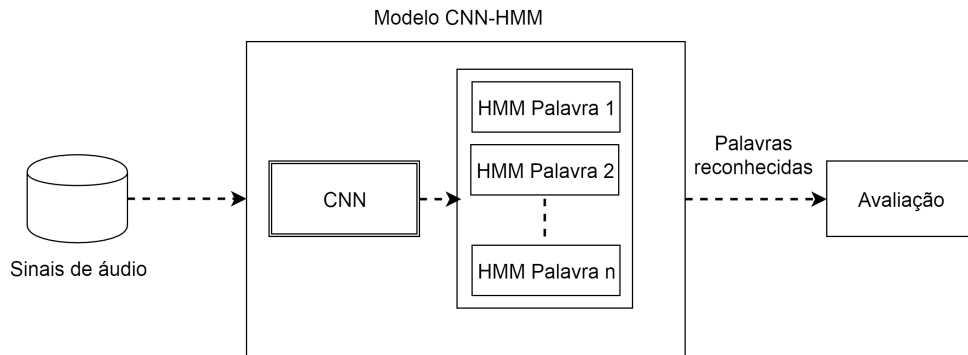 Modelo CNN-HMM
HMM Palavra 1
HMM Palavra 2
HMM Palavra n
CNN
Sinais de áudio
Palavras
reconhecidas
Avaliação